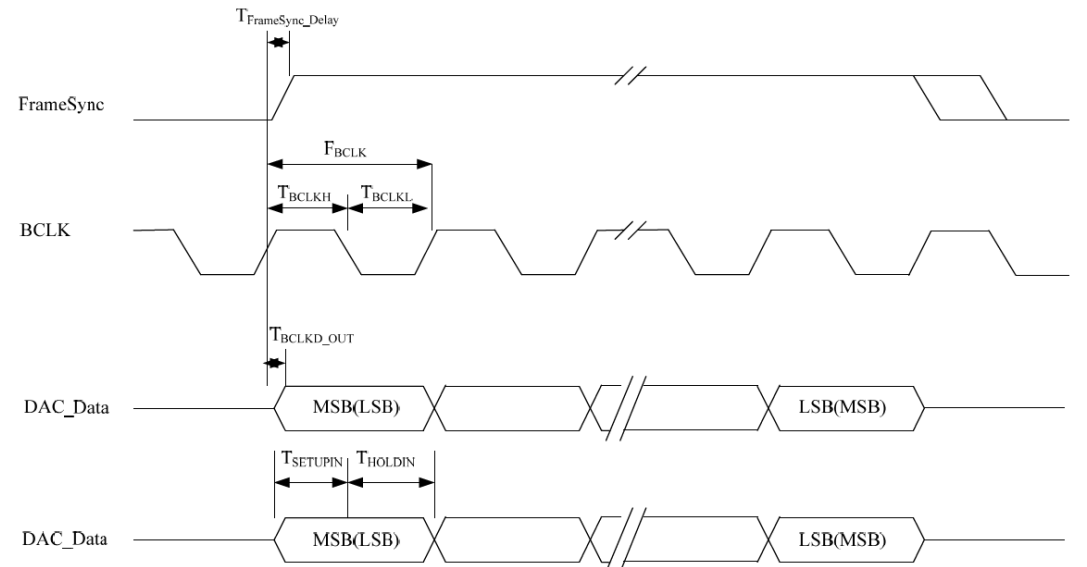 TFrameSync_Delay
FrameSync
FBCLK
TBCLKH TBCLKL
BCLK
TBCLKD_OUT
DAC_Data MSB(LSB) LSB(MSB)
TSETUPIN THOLDIN
DAC_Data MSB(LSB) LSB(MSB)